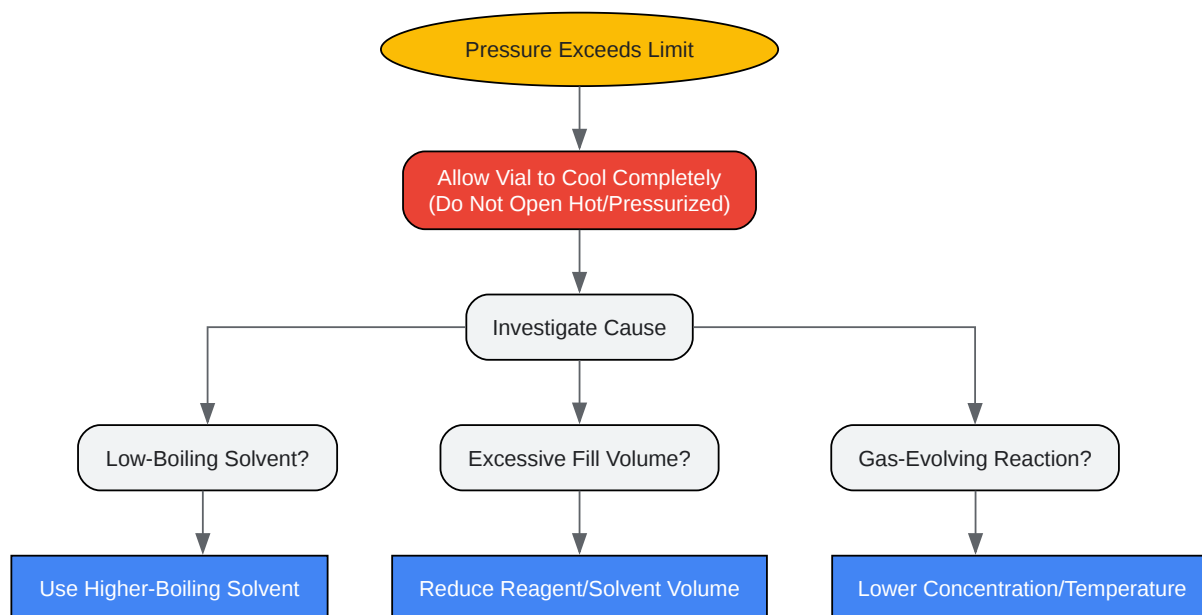 Pressure Exceeds Limit
Allow Vial to Cool Completely
(Do Not Open Hot/Pressurized)
Investigate Cause
Low-Boiling Solvent?
Excessive Fill Volume?
Gas-Evolving Reaction?
Use Higher-Boiling Solvent
Reduce Reagent/Solvent Volume
Lower Concentration/Temperature